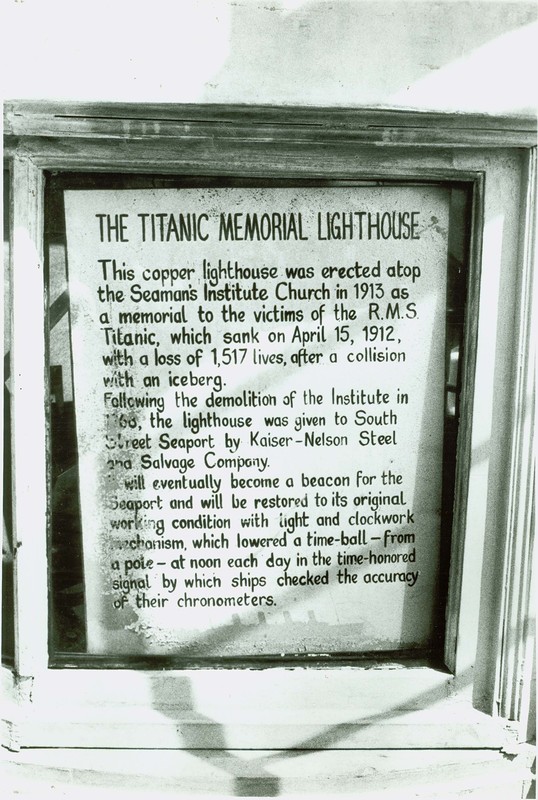 THE TITANIC MEMORIAL LIGHTHOUSE
This copper lighthouse was erected atop
the Seaman's Institute Church in 1913 as
a memorial to the victims of the R.M.S.
Titanic, which sank on April 15, 1912,
with a loss of 1,517 lives, after a collision
with an iceberg.
Following the demolition of the Institute in
the lighthouse was given to South
Street Seaport by Kaiser-Nelson Steel
and Salvage Company.
will eventually become a beacon for the
Seaport and will be restored to its original
working condition with light and clockwork
mechanism, which lowered a time-ball – from
a pole – at noon each day in the time-honored
signal by which ships checked the accuracy
of their chronometers.